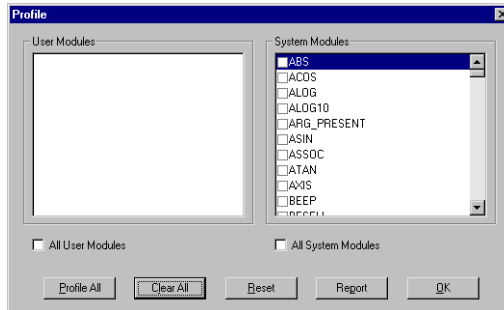 Profile
User Modules
System Modules
ABS
ACOS
ALOG
ALOG10
ARG_PRESENT
ASIN
ASSOC
ATAN
AXIS
BEEP
All User Modules
All System Modules
Profile All
Clear All
Reset
Report
OK